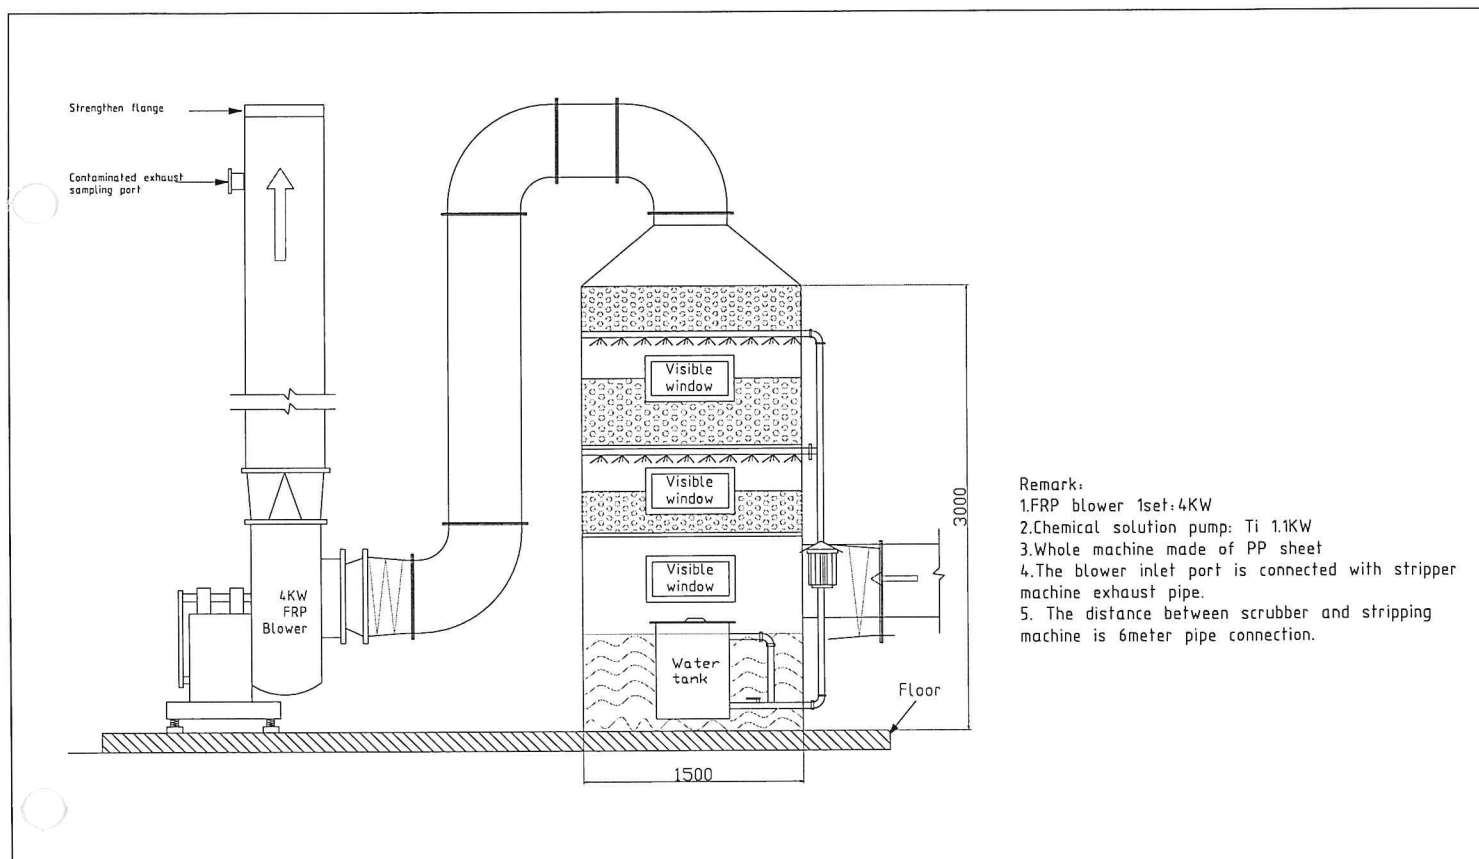 Strengthen flange
Contaminated exhaust
sampling port
Visible
window
Visible
window
Visible
window
4KW
FRP
Blower
Water
tank
Floor
3000
1500
Remark:
1.FRP blower 1set:4KW
2.Chemical solution pump: Ti 1.1KW
3.Whole machine made of PP sheet
4.The blower inlet port is connected with stripper
machine exhaust pipe.
5. The distance between scrubber and stripping
machine is 6meter pipe connection.